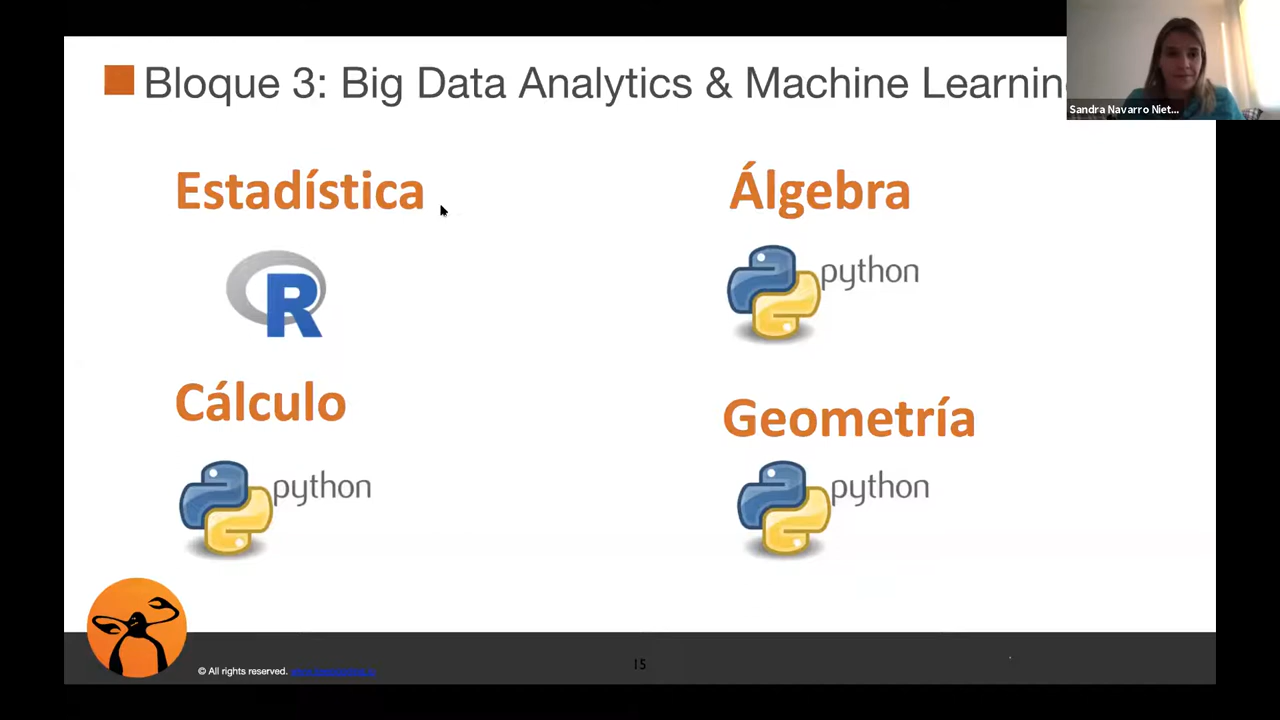 Bloque 3: Big Data Analytics & Machine Learning
Sandra Navarro Niet...
Estadística
Álgebra
R
python
Cálculo
Geometría
python
python
© All rights reserved.
15